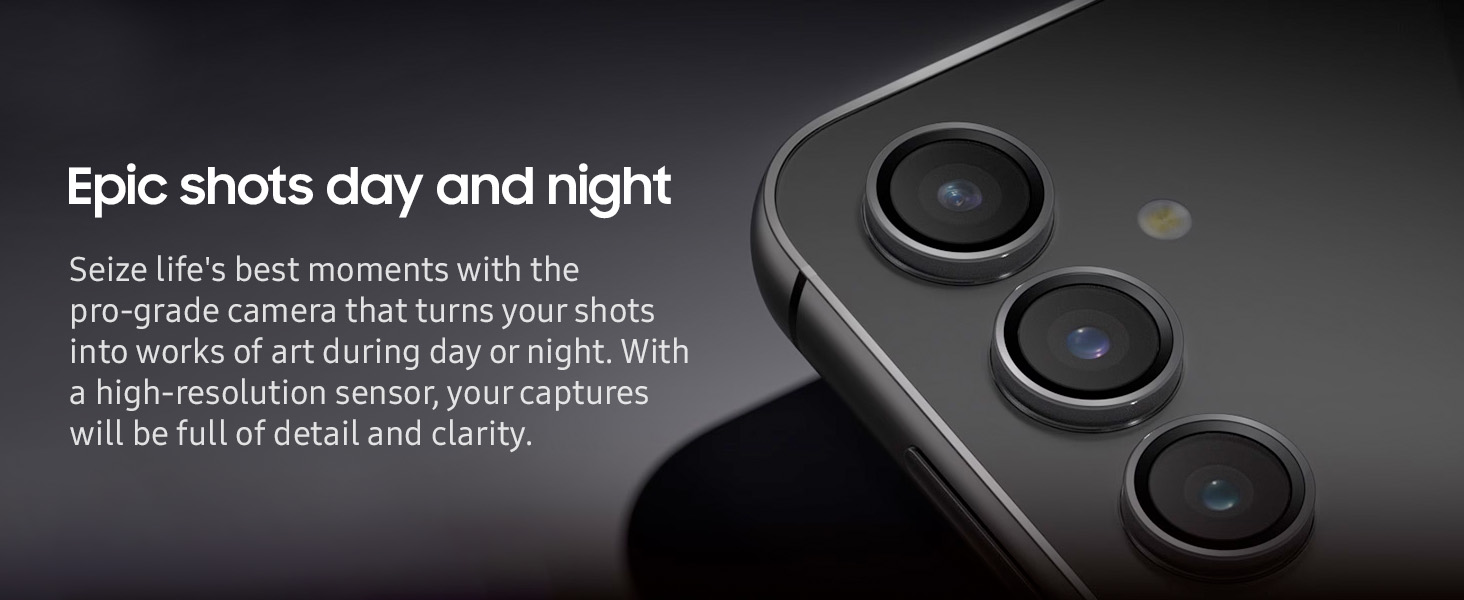 Epic shots day and night
Seize life's best moments with the
pro-grade camera that turns your shots
into works of art during day or night. With
a high-resolution sensor, your captures
will be full of detail and clarity.